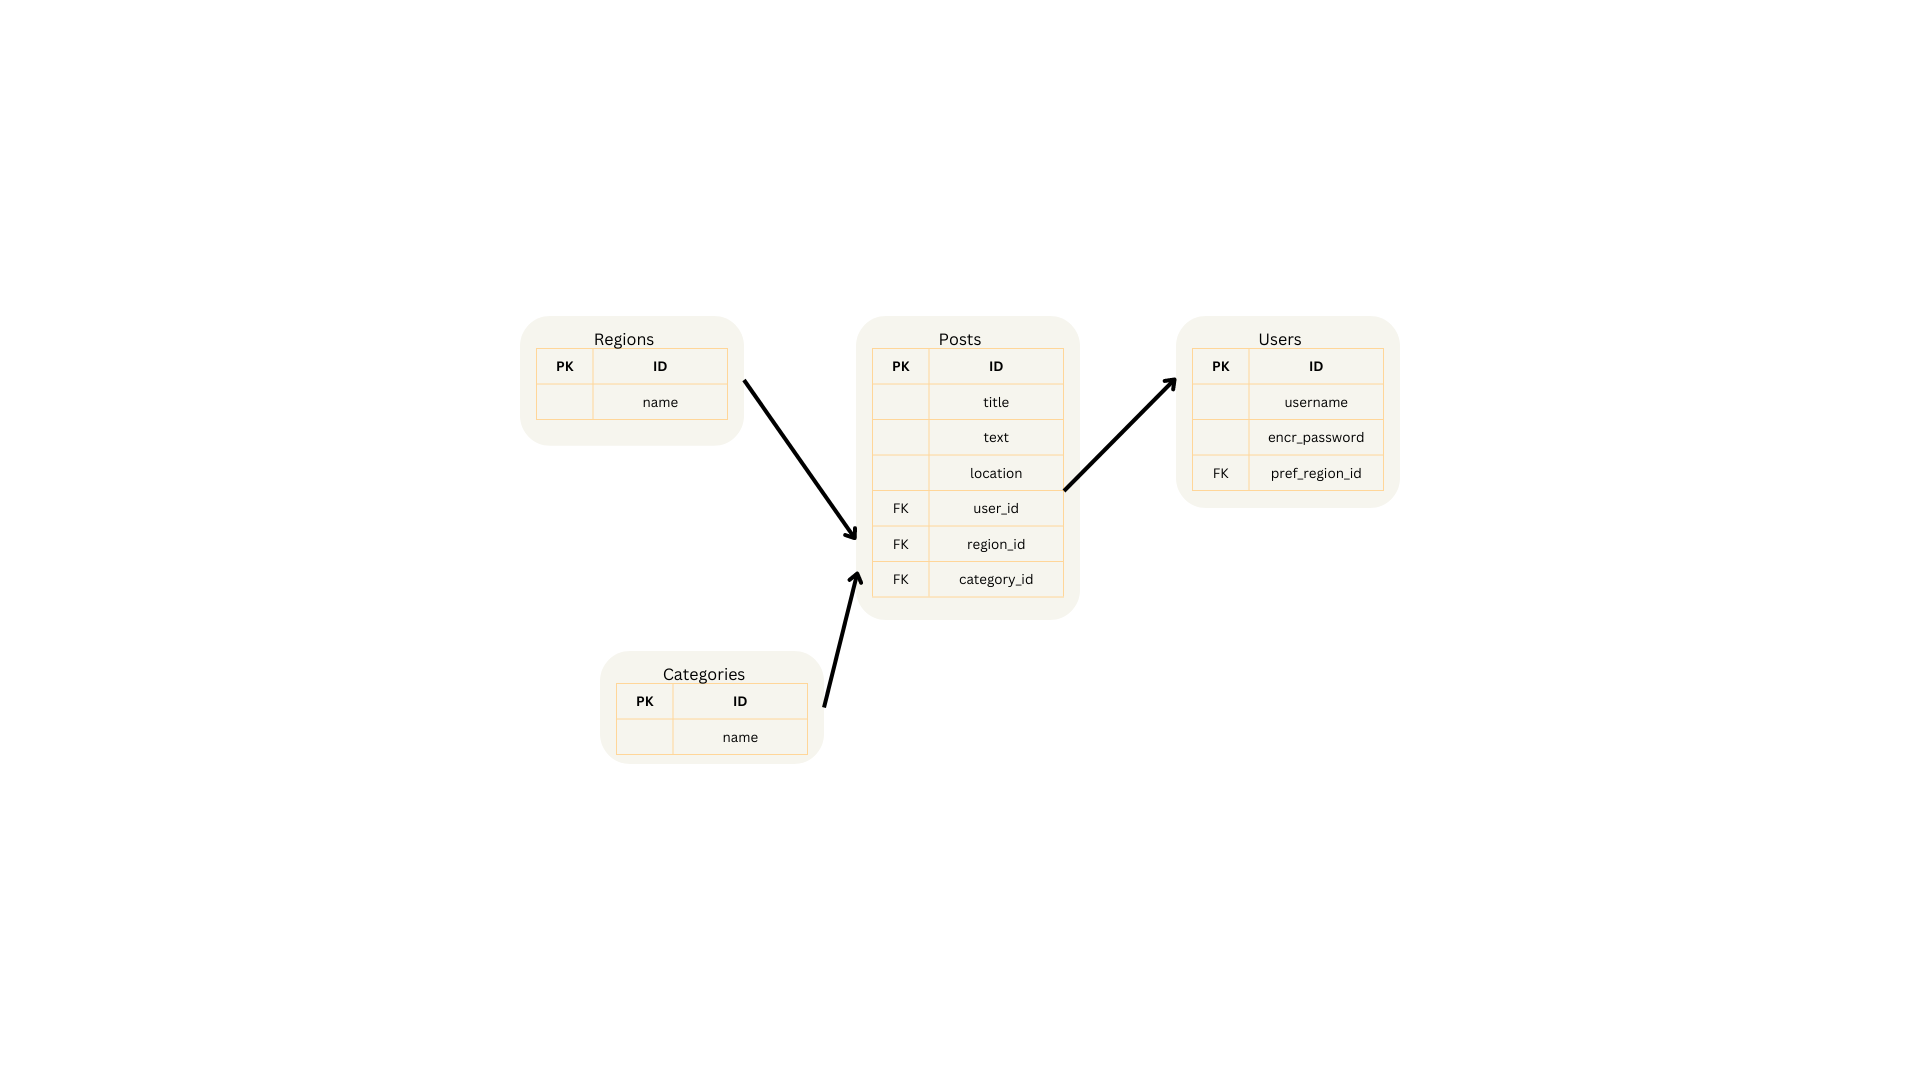 Regions
PK ID
name
Posts
PK ID
title
text
location
FK user_id
FK region_id
FK category_id
Users
PK ID
username
encr_password
FK pref_region_id
Categories
PK ID
name